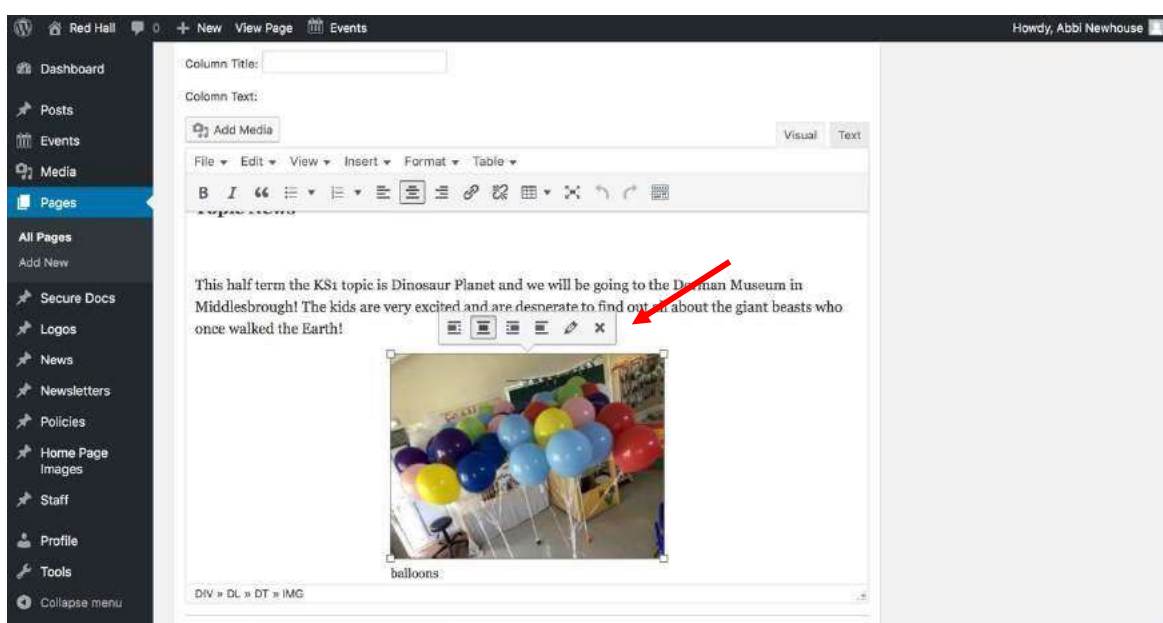 Red Hall 0 + New View Page Events Howdy, Abbi Newhouse
Dashboard
Posts
Events
Media
Pages
All Pages
Add New
Secure Docs
Logos
News
Newsletters
Policies
Home Page
Images
Staff
Profile
Tools
Collapse menu
Column Title:
Colomn Text:
Add Media
Visual Text
File Edit View Insert Format Table
B I
Topic News
This half term the KS1 topic is Dinosaur Planet and we will be going to the Dorman Museum in
Middlesbrough! The kids are very excited and are desperate to find out all about the giant beasts who
once walked the Earth!
balloons
DIV » DL » DT » IMG